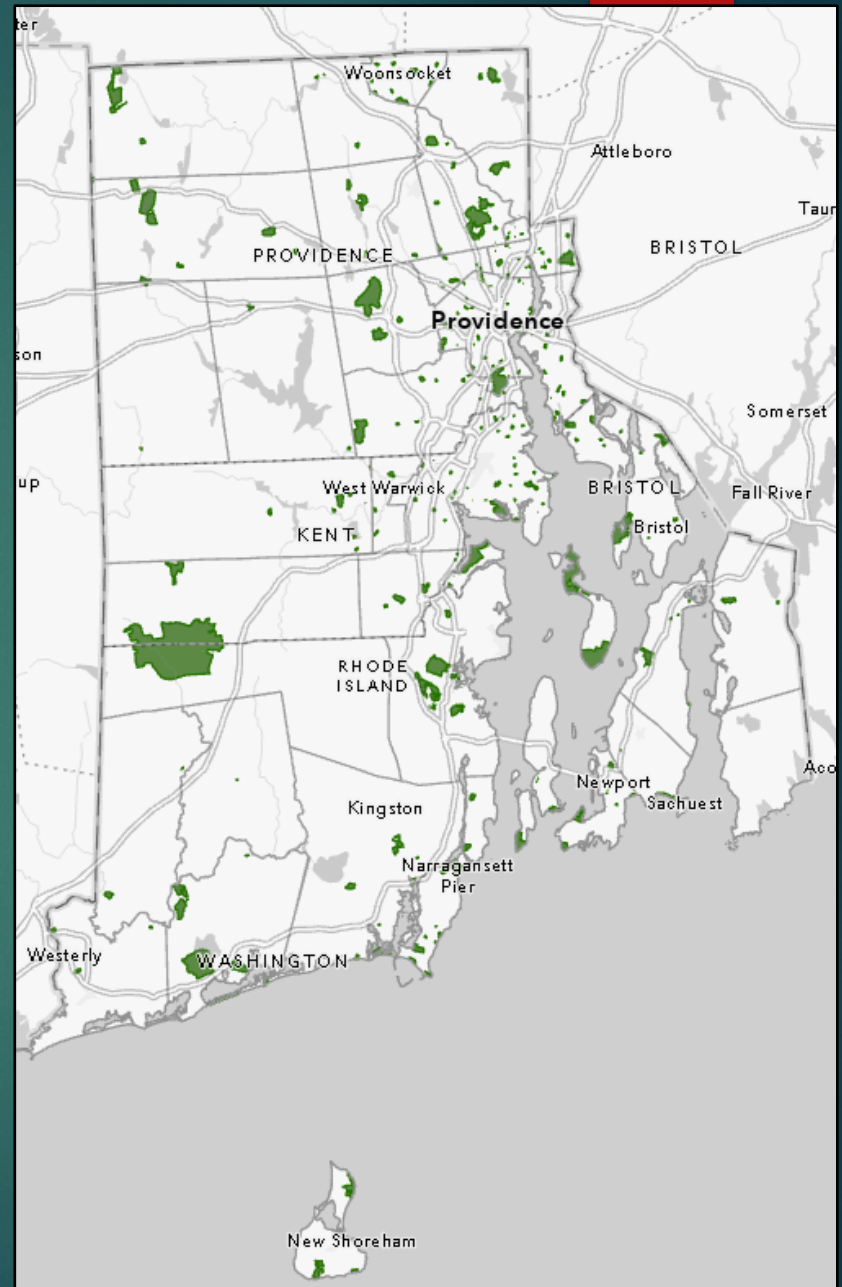 ter
Woonsocket
Attleboro
Taur
PROVIDENCE
BRISTOL
Providence
son
Somerset
up
West Warwick
BRISTOL
Fall River
Bristol
KENT
RHODE
ISLAND
Aco
Newport
Sachuest
Kingston
Narragansett
Pier
Westerly
WASHINGTON
New Shoreham